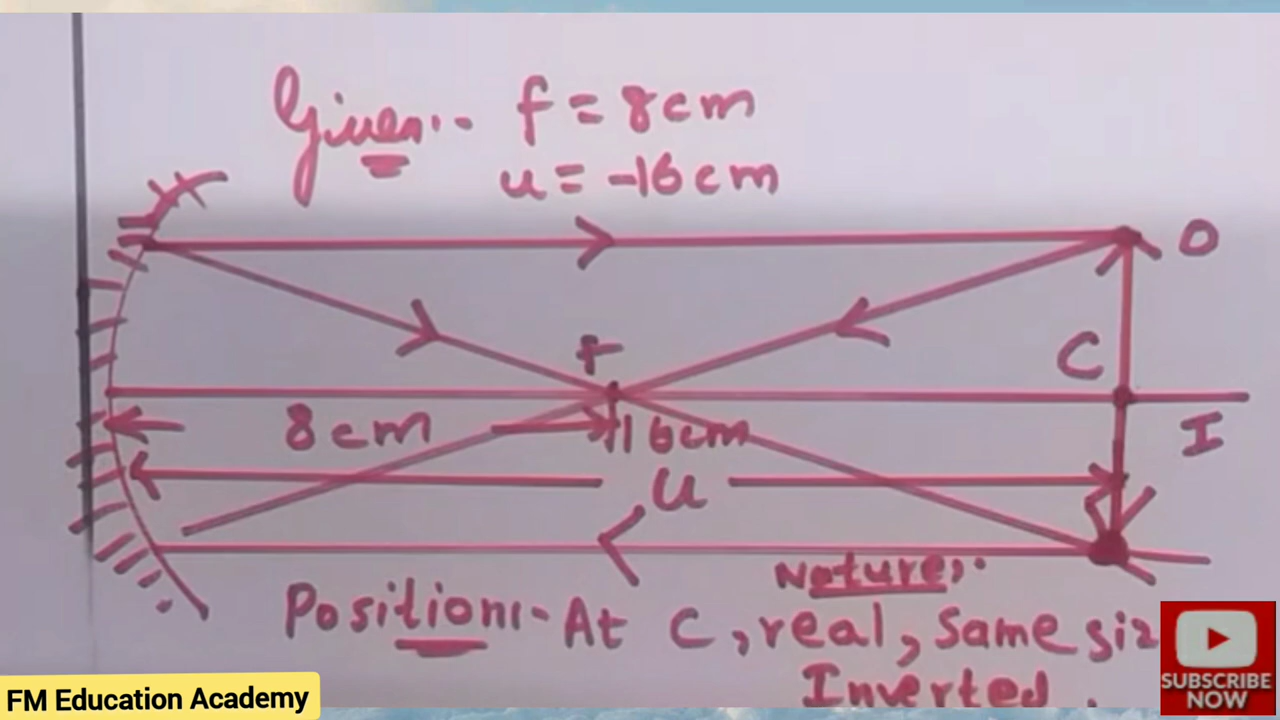 Given:- f = 8cm
u = -16cm
O
F
C
8cm
16cm
I
u
Nature:-
Position:- At C, real, Same siz
Inverted.
FM Education Academy
SUBSCRIBE
NOW